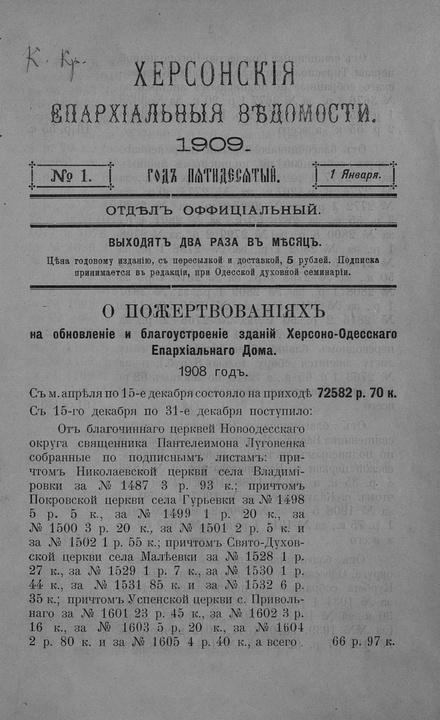 К. Кр.
ХЕРСОНСКІЯ
ЕПАРХІАЛЬНЫЯ ВѢДОМОСТИ.
1909.
№ 1.
ГОДЪ ПЯТИДЕСЯТЫЙ.
1 Января.
ОТДѢЛЪ ОФФИЦІАЛЬНЫЙ.
ВЫХОДЯТЪ ДВА РАЗА ВЪ МѢСЯЦЪ.
Цѣна годовому изданію, съ пересылкой и доставкой, 5 рублей. Подписка
принимается въ редакціи, при Одесской духовной семинаріи.
О ПОЖЕРТВОВАНІЯХЪ
на обновленіе и благоустроеніе зданій Херсоно-Одесскаго
Епархіальнаго Дома.
1908 годъ.
Съ м. апрѣля по 15-е декабря состояло на приходѣ 72582 р. 70 к.
Съ 15-го декабря по 31-е декабря поступило:
Отъ благочиннаго церквей Новоодесскаго
округа священника Пантелеимона Луговенка
собранные по подписнымъ листамъ: при-
чтомъ Николаевской церкви села Владимі-
ровки за № 1487 3 р. 93 к.; причтомъ
Покровской церкви села Гурьевки за № 1498
5 р. 5 к., за № 1499 1 р. 20 к., за
№ 1500 3 р. 20 к., за № 1501 2 р. 5 к. и
за № 1502 1 р. 55 к.; причтомъ Свято-Духов-
ской церкви села Малѣевки за № 1528 1 р.
27 к., за № 1529 1 р. 7 к., за № 1530 1 р.
44 к., за № 1531 85 к. и за № 1532 6 р.
35 к.; причтомъ Успенской церкви с. Приволь-
наго за № 1601 23 р. 45 к., за № 1602 3 р.
16 к., за № 1603 5 р. 20 к., за № 1604
2 р. 80 к. и за № 1605 4 р. 40 к., а всего . 66 р. 97 к.